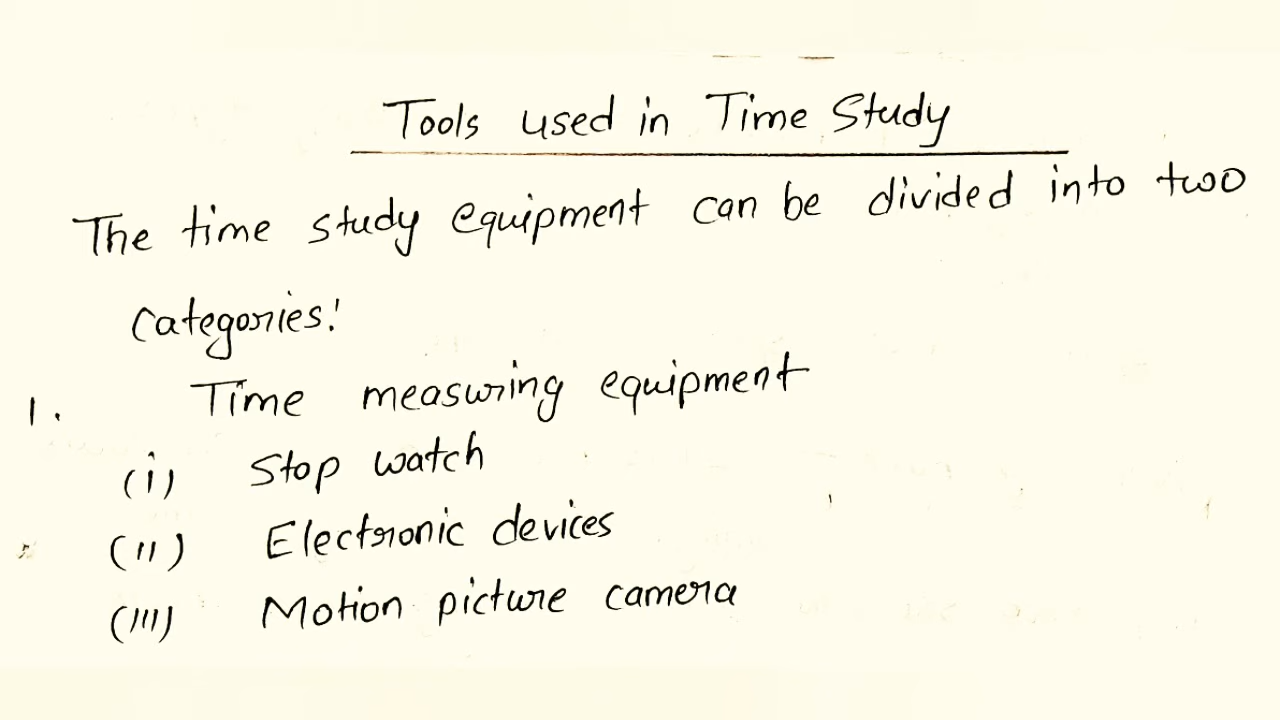 Tools used in Time Study
The time study equipment can be divided into two
categories:
1. Time measuring equipment
(i) Stop watch
(ii) Electronic devices
(iii) Motion picture camera